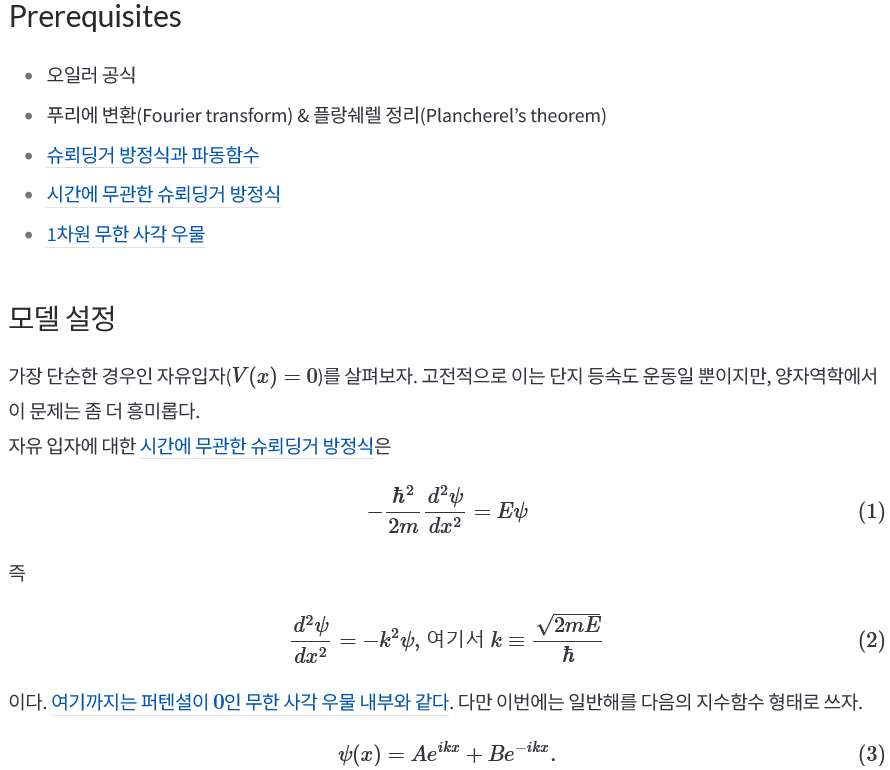 Prerequisites
• 오일러 공식
• 푸리에 변환(Fourier transform) & 플랑쉐렐 정리(Plancherel’s theorem)
• 슈뢰딩거 방정식과 파동함수
• 시간에 무관한 슈뢰딩거 방정식
• 1차원 무한 사각 우물
모델 설정
가장 단순한 경우인 자유입자(V(x) = 0)를 살펴보자. 고전적으로 이는 단지 등속도 운동일 뿐이지만, 양자역학에서
이 문제는 좀 더 흥미롭다.
자유 입자에 대한 시간에 무관한 슈뢰딩거 방정식은
$-\frac{\hbar^2}{2m}\frac{d^2\psi}{dx^2} = E\psi$ (1)
즉
$\frac{d^2\psi}{dx^2} = -k^2\psi$, 여기서 $k \equiv \frac{\sqrt{2mE}}{\hbar}$ (2)
이다. 여기까지는 퍼텐셜이 0인 무한 사각 우물 내부와 같다. 다만 이번에는 일반해를 다음의 지수함수 형태로 쓰자.
$\psi(x) = Ae^{ikx} + Be^{-ikx}.$ (3)